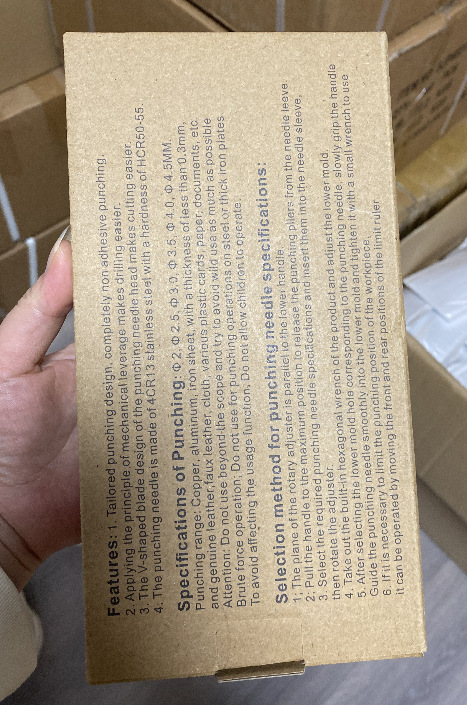 Features: 1. Tailored punching design, completely non adhesive punching.
2. Applying the principle of mechanical leverage makes drilling easier.
3. The V-shaped blade design of the punching needle head makes cutting easier.
4. The punching needle is made of 4CR13 stainless steel with a hardness of HCR50-55.
Specifications of Punching: Φ2, Φ2.5, Φ3.0, Φ3.5, Φ4.0, Φ4.5MM.
Punching range: Copper, aluminum, iron sheet, with a thickness of less than 0.3mm,
and genuine leather, faux leather, cloth, various plastic cards, paper, documents, etc.
Attention: Do not use beyond the scope and try to avoid wild use as much as possible
Brute force operation. Do not use for punching operations on steel or thick iron plates
To avoid affecting the usage function. Do not allow children to operate.
Selection method for punching needle specifications:
1; The plane of the rotary adjuster is parallel to the lower handle
2. Pull the handle to the maximum position to release the punching pliers from the needle leeve.
3. Select the required punching needle specifications and insert them into the needle sleeve,
then rotate the adjuster.
4. Take out the built-in hexagonal wrench of the product and adjust the lower mold.
5. After selecting the lower mold hole corresponding to the punching needle, slowly grip the handle
Guide the punching needle smoothly into the lower mold and tighten it with a small wrench to use
6. If it is necessary to limit the punching position of the workpiece,
it can be operated by moving the front and rear positions of the limit ruler